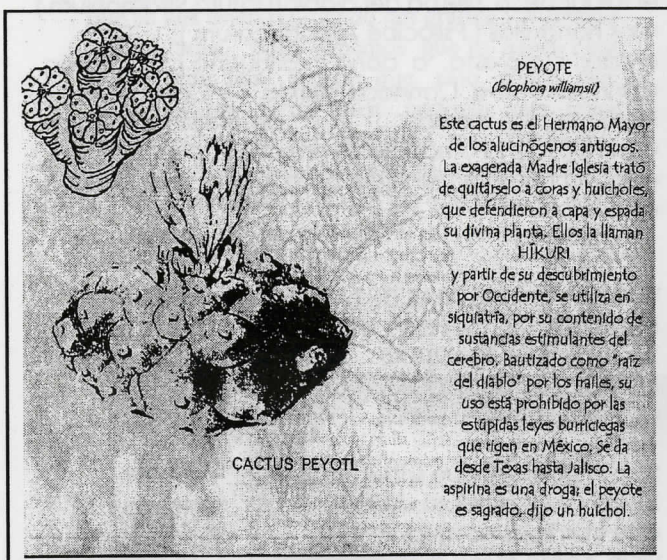 PEYOTE
(lolophora williamsii)
Este cactus es el Hermano Mayor
de los alucinógenos antiguos.
La exagerada Madre Iglesia trató
de quitárselo a coras y huicholes,
que defendieron a capa y espada
su divina planta. Ellos la llaman
HÍKURI
y partir de su descubrimiento
por Occidente, se utiliza en
siquiatría, por su contenido de
sustancias estimulantes del
cerebro. Bautizado como "raíz
del diablo" por los frailes, su
uso está prohibido por las
estúpidas leyes burriciegas
que rigen en México. Se da
desde Texas hasta Jalisco. La
aspirina es una droga; el peyote
es sagrado, dijo un huichol.
CACTUS PEYOTL